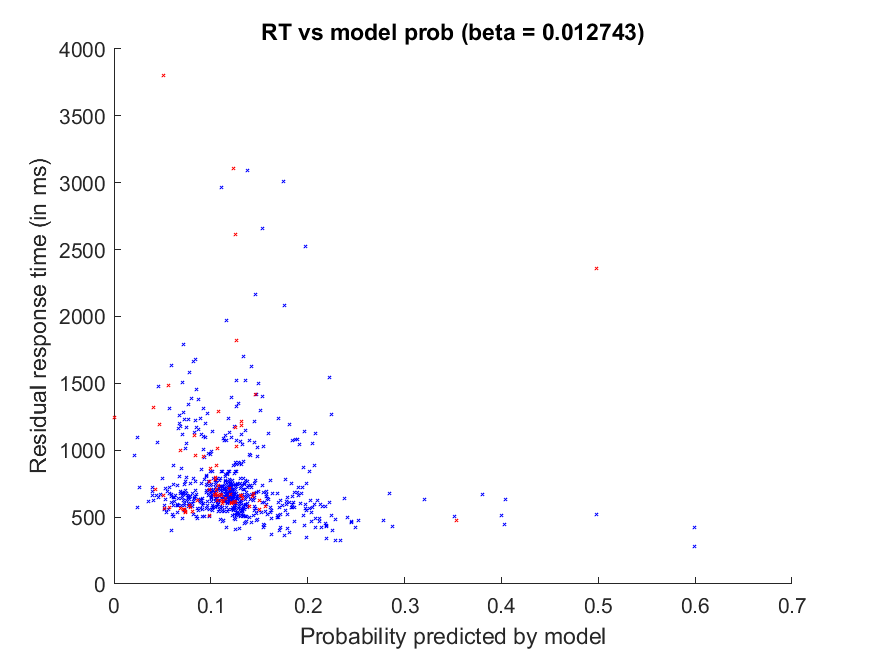 RT vs model prob (beta = 0.012743)
Residual response time (in ms)
4000
3500
3000
2500
2000
1500
1000
500
0
0 0.1 0.2 0.3 0.4 0.5 0.6 0.7
Probability predicted by model